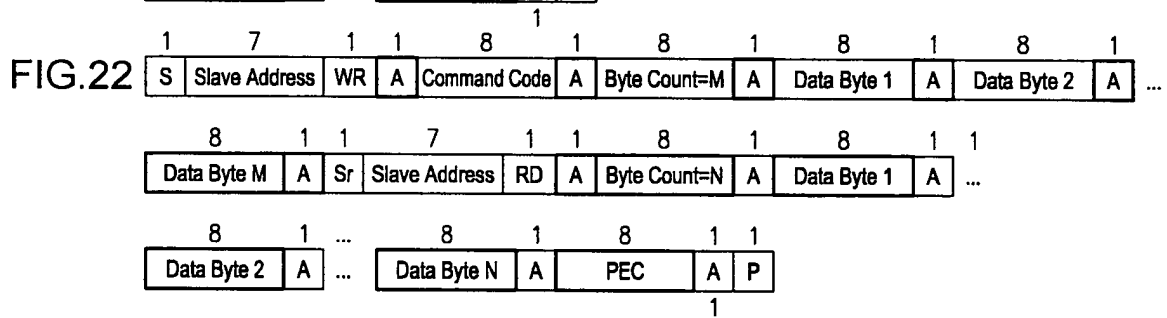 1
1 7 1 1 8 1 8 1 8 1 8 1
FIG.22 S Slave Address WR A Command Code A Byte Count=M A Data Byte 1 A Data Byte 2 A ...
8 1 1 7 1 1 8 1 8 1 1
Data Byte M A Sr Slave Address RD A Byte Count=N A Data Byte 1 A ...
8 1 ... 8 1 8 1 1
Data Byte 2 A ... Data Byte N A PEC A P
1